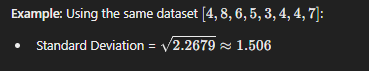 Example: Using the same dataset [4, 8, 6, 5, 3, 4, 4, 7]:
• Standard Deviation = √2.2679 ≈ 1.506